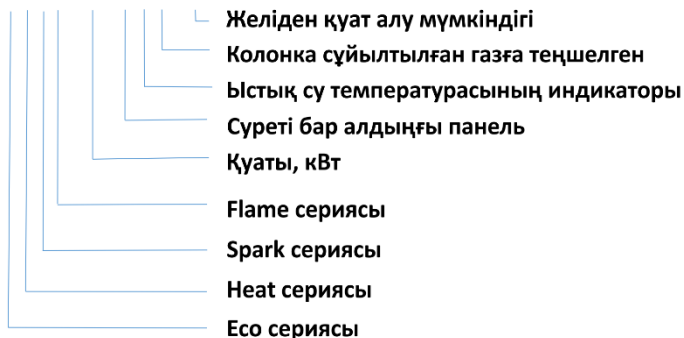 Желіден қуат алу мүмкіндігі
Колонка сұйылтылған газға теңшелген
Ыстық су температурасының индикаторы
Суреті бар алдыңғы панель
Қуаты, кВт
Flame сериясы
Spark сериясы
Heat сериясы
Eco сериясы